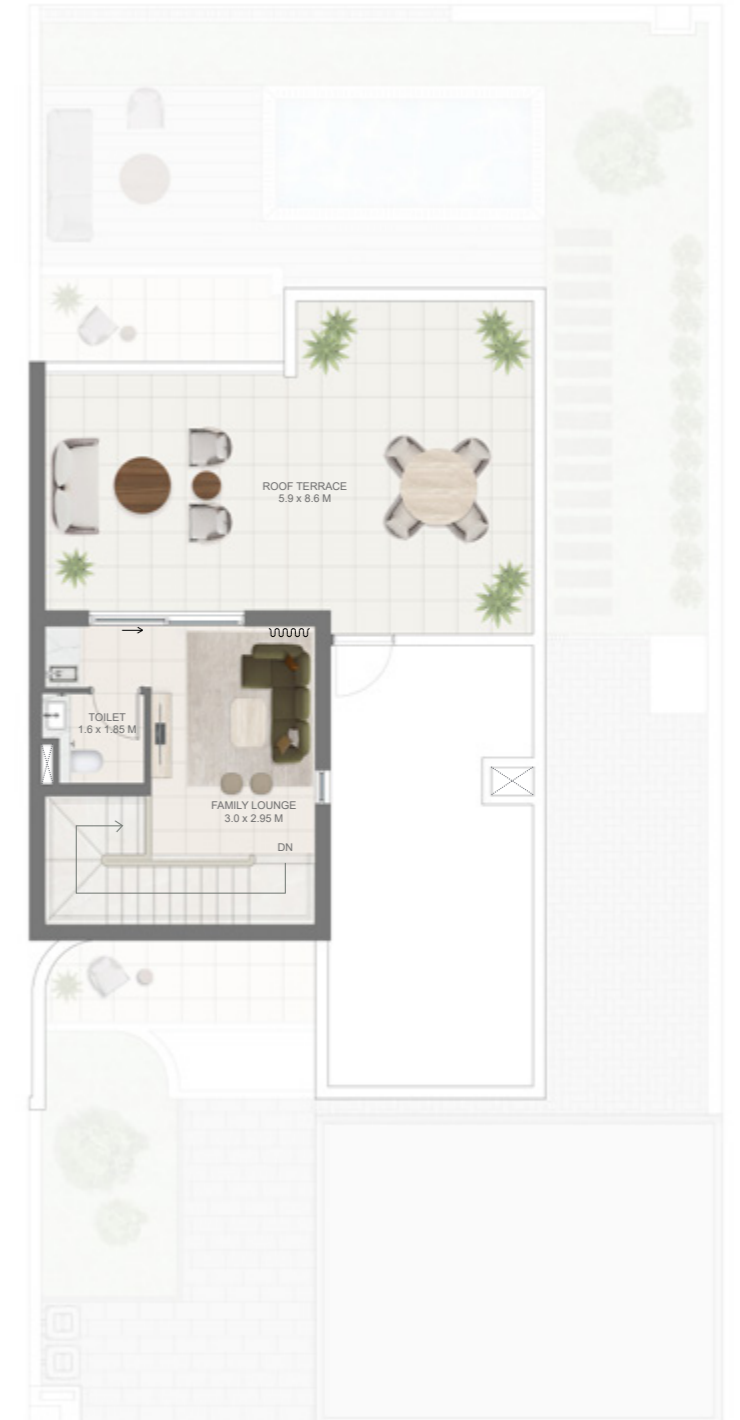 ROOF TERRACE
5.9 x 8.6 M
TOILET
1.6 x 1.85 M
FAMILY LOUNGE
3.0 x 2.95 M
DN